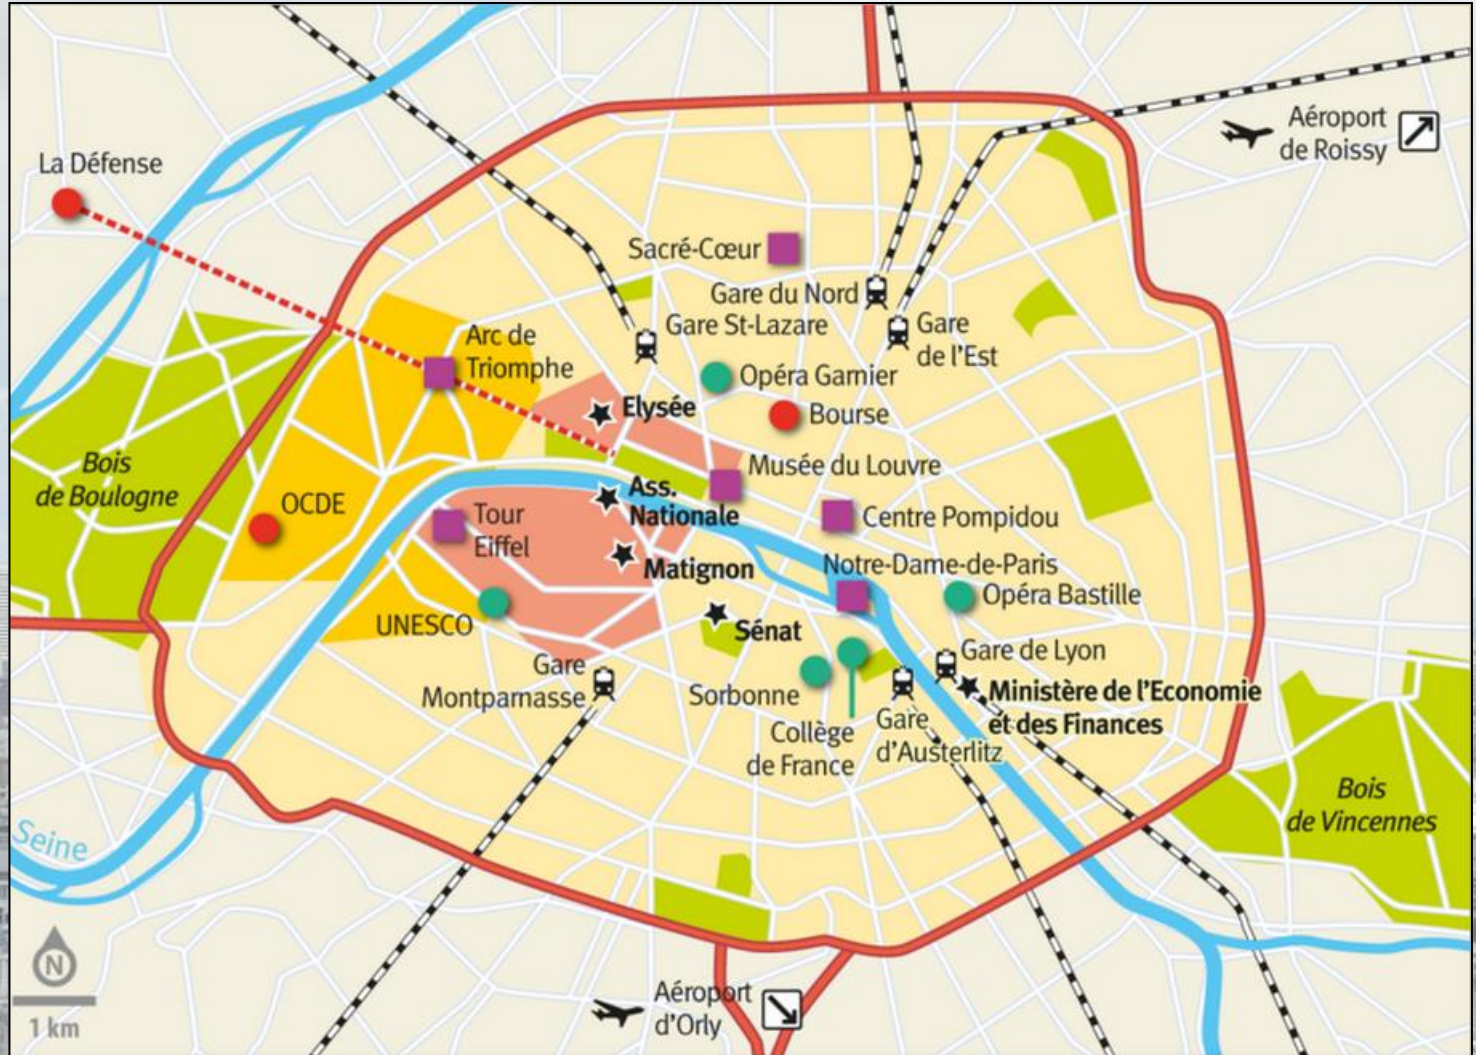 Aéroport
de Roissy
La Défense
Sacré-Cœur
Gare du Nord
Gare St-Lazare
Gare
de l'Est
Arc de
Triomphe
Opéra Garnier
Elysée
Bourse
Bois
de Boulogne
OCDE
Musée du Louvre
Ass.
Nationale
Tour
Eiffel
Centre Pompidou
Matignon
Notre-Dame-de-Paris
Opéra Bastille
UNESCO
Sénat
Gare
Montparnasse
Sorbonne
Collège
de France
Gare
d'Austerlitz
Gare de Lyon
Ministère de l'Economie
et des Finances
Bois
de Vincennes
Seine
N
1 km
Aéroport
d'Orly